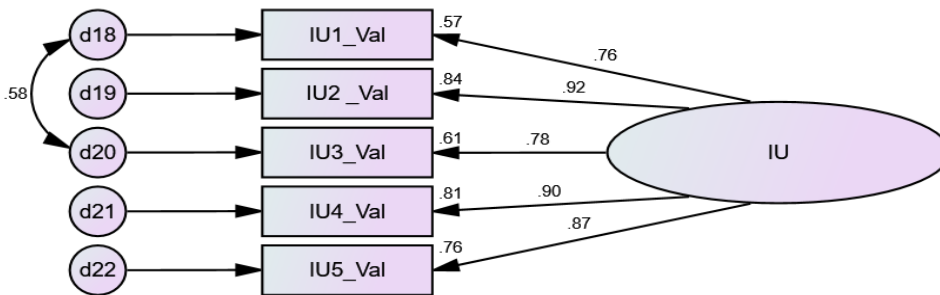 d18
IU1_Val
.57
.76
.58
d19
IU2 _Val
.84
.92
d20
IU3_Val
.61
.78
IU
d21
IU4_Val
.81
.90
d22
IU5_Val
.76
.87